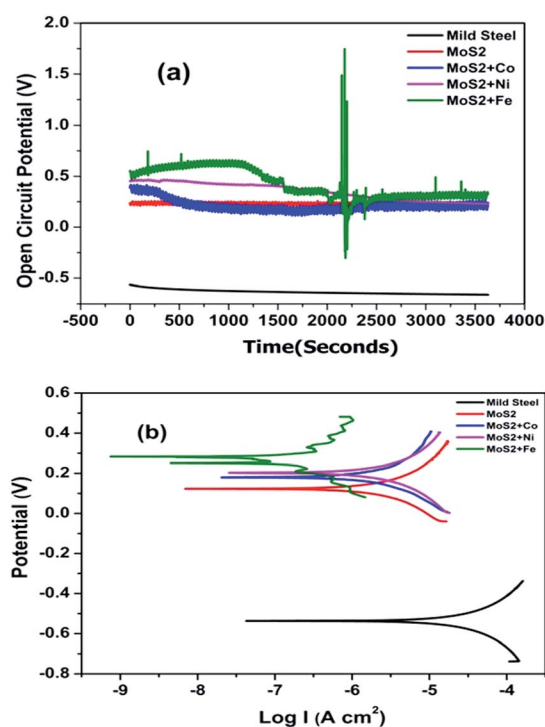 (a)
Mild Steel
MoS2
MoS2+Co
MoS2+Ni
MoS2+Fe
Open Circuit Potential (V)
1.5
1.0
0.5
0.0
-0.5
-500 0 500 1000 1500 2000 2500 3000 3500 4000
Time(Seconds)
(b)
Mild Steel
MoS2
MoS2+Co
MoS2+Ni
MoS2+Fe
Potential (V)
0.6
0.4
0.2
0.0
-0.2
-0.4
-0.6
-0.8
-9 -8 -7 -6 -5 -4 -3
Log I (A cm²)